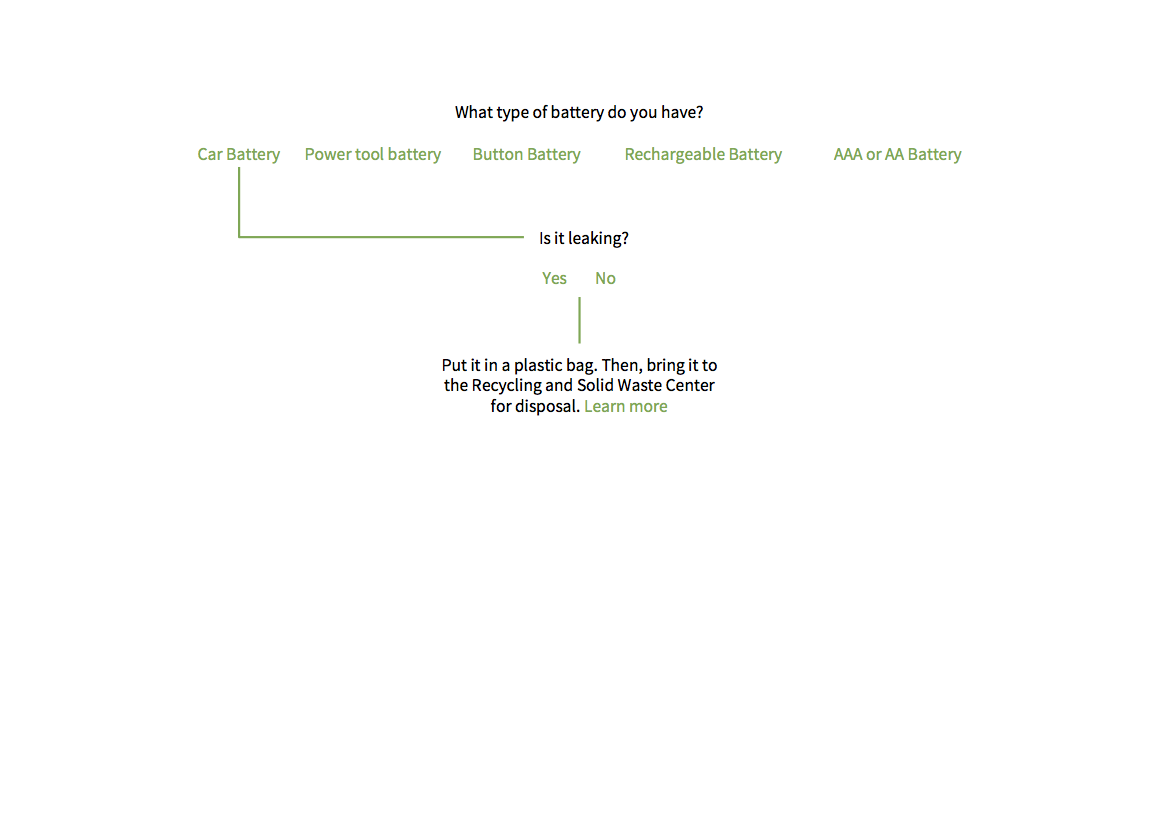 What type of battery do you have?
Car Battery Power tool battery Button Battery Rechargeable Battery AAA or AA Battery
Is it leaking?
Yes No
Put it in a plastic bag. Then, bring it to
the Recycling and Solid Waste Center
for disposal. Learn more